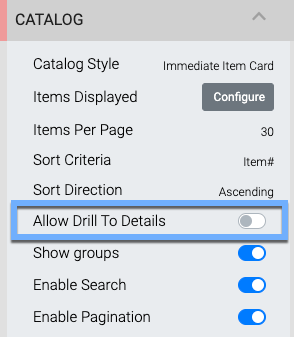 CATALOG
Catalog Style Immediate Item Card
Items Displayed Configure
Items Per Page 30
Sort Criteria Item#
Sort Direction Ascending
Allow Drill To Details
Show groups
Enable Search
Enable Pagination